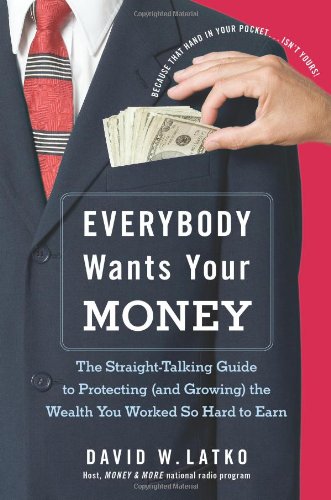 BECAUSE THAT HAND IN YOUR POCKET... ISN'T YOURS!
EVERYBODY
Wants Your
MONEY
The Straight-Talking Guide
to Protecting (and Growing) the
Wealth You Worked So Hard to Earn
DAVID W. LATKO
Host, MONEY & MORE national radio program